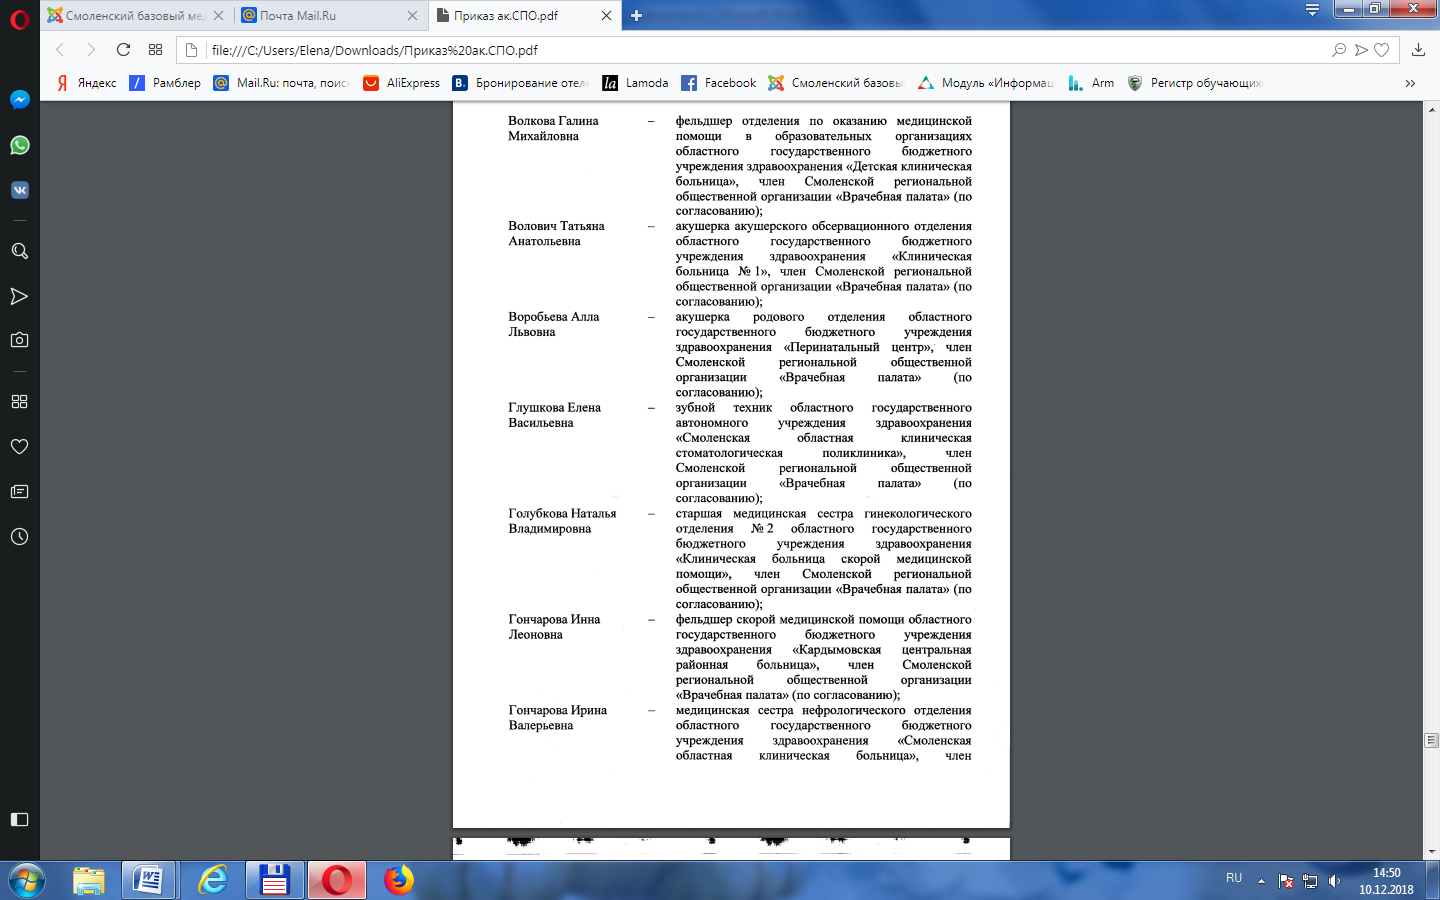 Смоленский базовый ме
Почта Mail.Ru
Приказ ак.СПО.pdf
file:///C:/Users/Elena/Downloads/Приказ%20ак.СПО.pdf
Яндекс
Рамблер
Mail.Ru: почта, поиск
AliExpress
Бронирование отеле
Lamoda
Facebook
Смоленский базовы
Модуль «Информац
Arm
Регистр обучающихс
Волкова Галина
Михайловна
–
фельдшер отделения по оказанию медицинской
помощи в образовательных организациях
областного государственного бюджетного
учреждения здравоохранения «Детская клиническая
больница», член Смоленской региональной
общественной организации «Врачебная палата» (по
согласованию);
Волович Татьяна
Анатольевна
–
акушерка акушерского обсервационного отделения
областного государственного бюджетного
учреждения здравоохранения «Клиническая
больница № 1», член Смоленской региональной
общественной организации «Врачебная палата» (по
согласованию);
Воробьева Алла
Львовна
–
акушерка родового отделения областного
государственного бюджетного учреждения
здравоохранения «Перинатальный центр», член
Смоленской региональной общественной
организации «Врачебная палата» (по
согласованию);
Глушкова Елена
Васильевна
–
зубной техник областного государственного
автономного учреждения здравоохранения
«Смоленская областная клиническая
стоматологическая поликлиника», член
Смоленской региональной общественной
организации «Врачебная палата» (по
согласованию);
Голубкова Наталья
Владимировна
–
старшая медицинская сестра гинекологического
отделения № 2 областного государственного
бюджетного учреждения здравоохранения
«Клиническая больница скорой медицинской
помощи», член Смоленской региональной
общественной организации «Врачебная палата» (по
согласованию);
Гончарова Инна
Леоновна
–
фельдшер скорой медицинской помощи областного
государственного бюджетного учреждения
здравоохранения «Кардымовская центральная
районная больница», член Смоленской
региональной общественной организации
«Врачебная палата» (по согласованию);
Гончарова Ирина
Валерьевна
–
медицинская сестра нефрологического отделения
областного государственного бюджетного
учреждения здравоохранения «Смоленская
областная клиническая больница», член
RU
14:50
10.12.2018